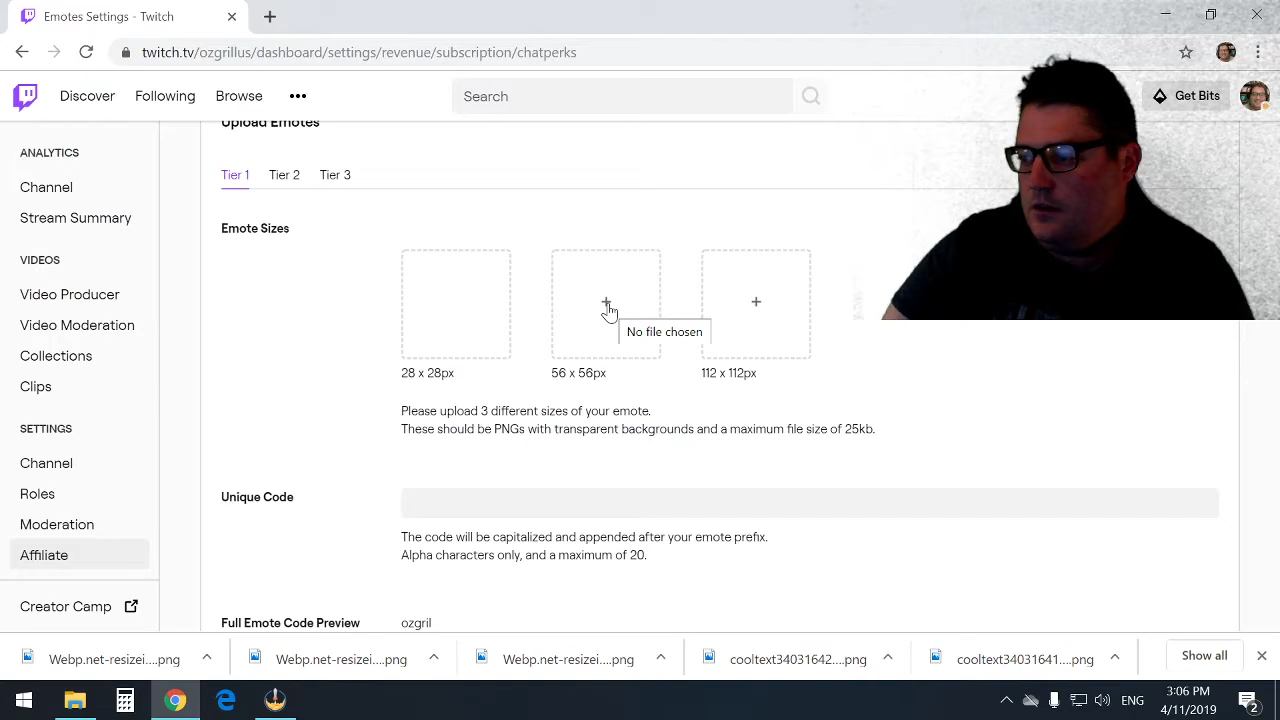 Emotes Settings - Twitch
twitch.tv/ozgrillus/dashboard/settings/revenue/subscription/chatperks
Discover
Following
Browse
Search
Get Bits
ANALYTICS
Channel
Stream Summary
VIDEOS
Video Producer
Video Moderation
Collections
Clips
SETTINGS
Channel
Roles
Moderation
Affiliate
Creator Camp
Upload Emotes
Tier 1 Tier 2 Tier 3
Emote Sizes
No file chosen
28 x 28px 56 x 56px 112 x 112px
Please upload 3 different sizes of your emote.
These should be PNGs with transparent backgrounds and a maximum file size of 25kb.
Unique Code
The code will be capitalized and appended after your emote prefix.
Alpha characters only, and a maximum of 20.
Full Emote Code Preview ozgril
Webp.net-resizei....png Webp.net-resizei....png Webp.net-resizei....png cooltext34031642....png cooltext34031641....png Show all
ENG
3:06 PM
4/11/2019
2